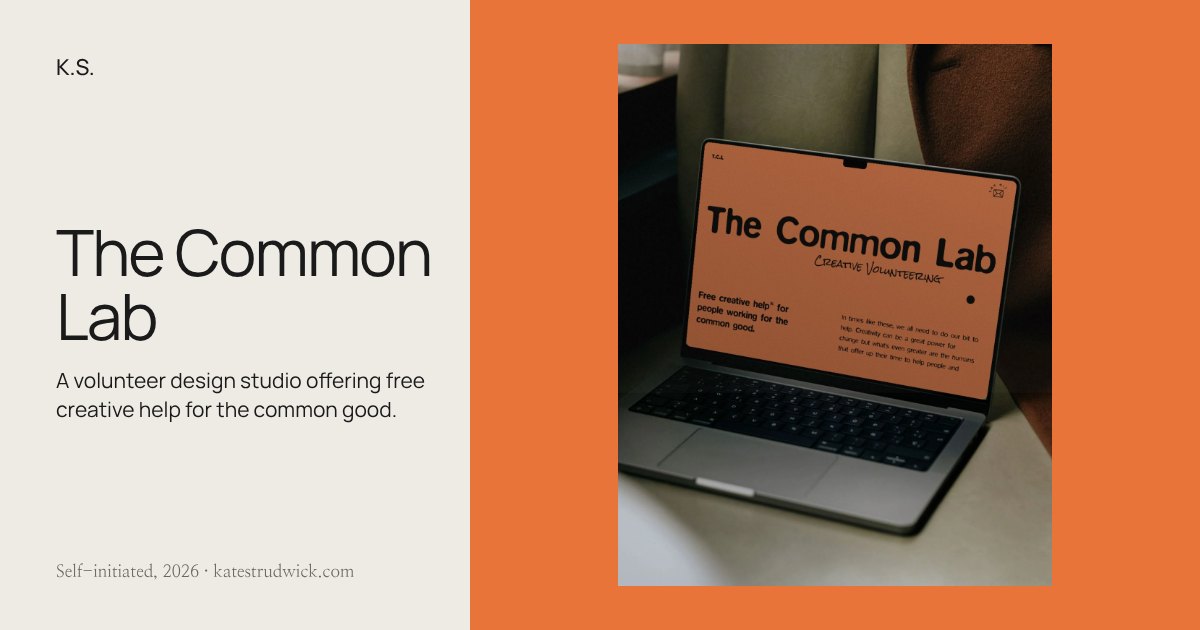 K.S.
The Common
Lab
A volunteer design studio offering free
creative help for the common good.
Self-initiated, 2026 · katestrudwick.com
T.C.L.
The Common Lab
Creative Volunteering
Free creative help* for
people working for the
common good.
In times like these, we all need to do our bit to
help. Creativity can be a great power for
change but what's even greater are the humans
that offer up their time to help people and